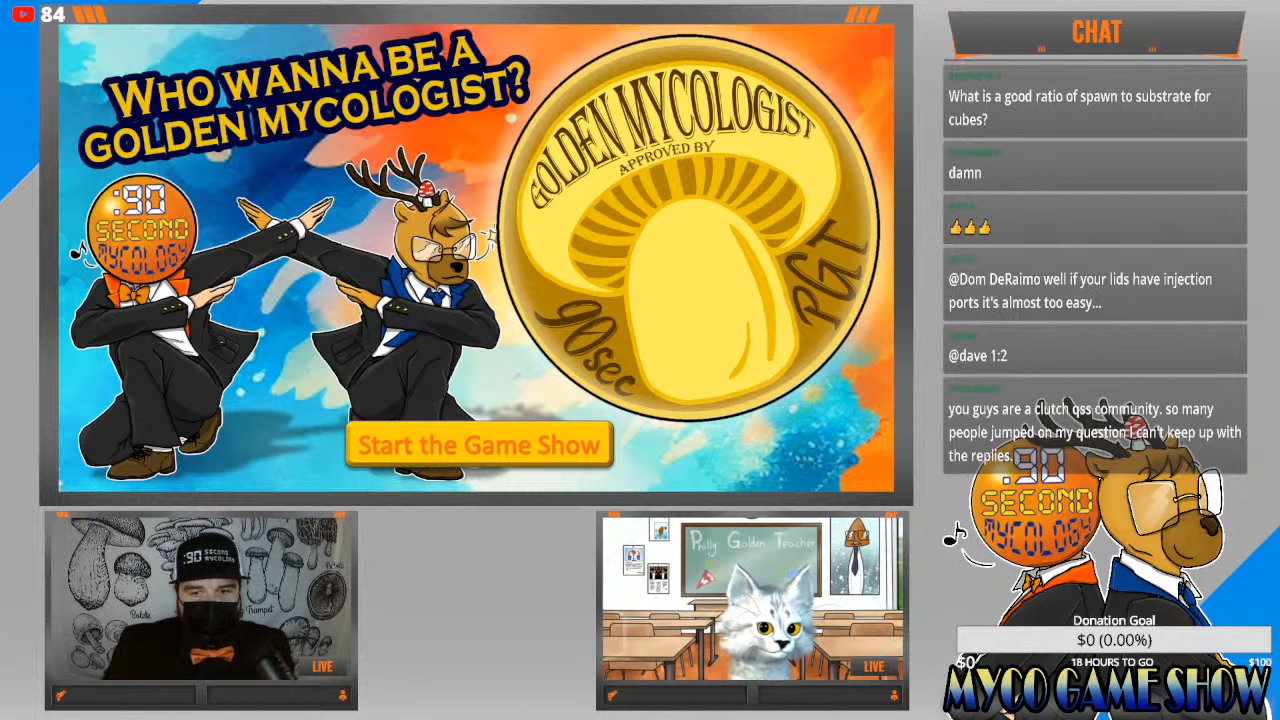 84
WHO WANNA BE A
GOLDEN MYCOLOGIST?
:90
SECOND
MYCOLOGY
GOLDEN MYCOLOGIST
APPROVED BY
90sec
PGT
Start the Game Show
CHAT
What is a good ratio of spawn to substrate for
cubes?
damn
👍👍👍
@Dom DeRaimo well if your lids have injection
ports it's almost too easy...
@dave 1:2
you guys are a clutch qss community. so many
people jumped on my question I can't keep up with
the replies.
:90
SECOND
MYCOLOGY
Donation Goal
$0 (0.00%)
$0
18 HOURS TO GO
$100
MYCO GAME SHOW
:90 SECOND
MYCOLOGY
Bolete
Trumpet
LIVE
Philly Golden Teacher
LIVE